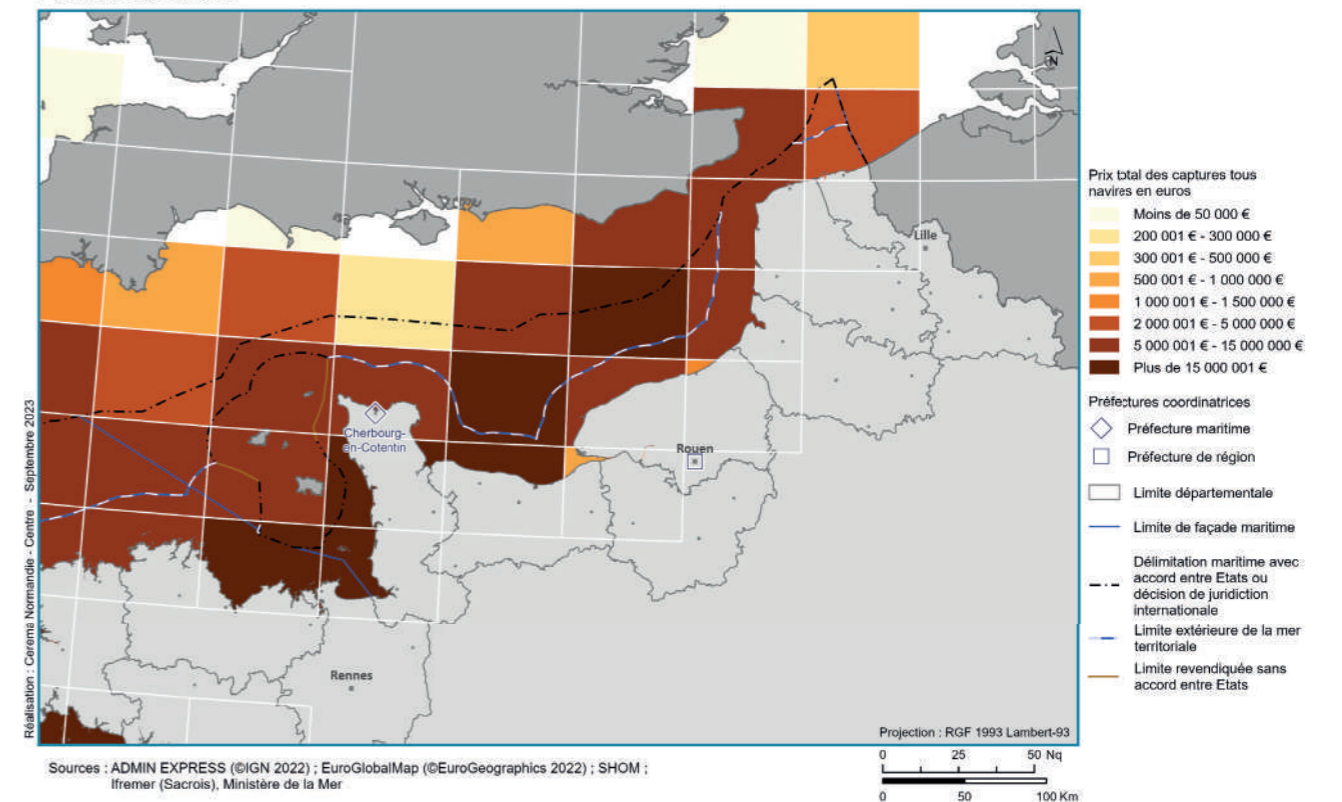 N
Lille
Cherbourg-
en-Cotentin
Rouen
Rennes
Réalisation : Cerema Normandie - Centre - Septembre 2023
Projection : RGF 1993 Lambert-93
Prix total des captures tous
navires en euros
Moins de 50 000 €
200 001 € - 300 000 €
300 001 € - 500 000 €
500 001 € - 1 000 000 €
1 000 001 € - 1 500 000 €
2 000 001 € - 5 000 000 €
5 000 001 € - 15 000 000 €
Plus de 15 000 001 €
Préfectures coordinatrices
Préfecture maritime
Préfecture de région
Limite départementale
Limite de façade maritime
Délimitation maritime avec
accord entre Etats ou
décision de juridiction
internationale
Limite extérieure de la mer
territoriale
Limite revendiquée sans
accord entre Etats
0 25 50 Nq
0 50 100 Km
Sources : ADMIN EXPRESS (©IGN 2022) ; EuroGlobalMap (©EuroGeographics 2022) ; SHOM ;
Ifremer (Sacrois), Ministère de la Mer